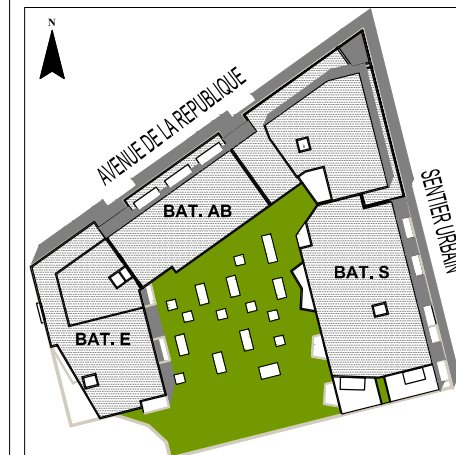 N
AVENUE DE LA REPUBLIQUE
SENTIER URBAIN
BAT. AB
BAT. S
BAT. E